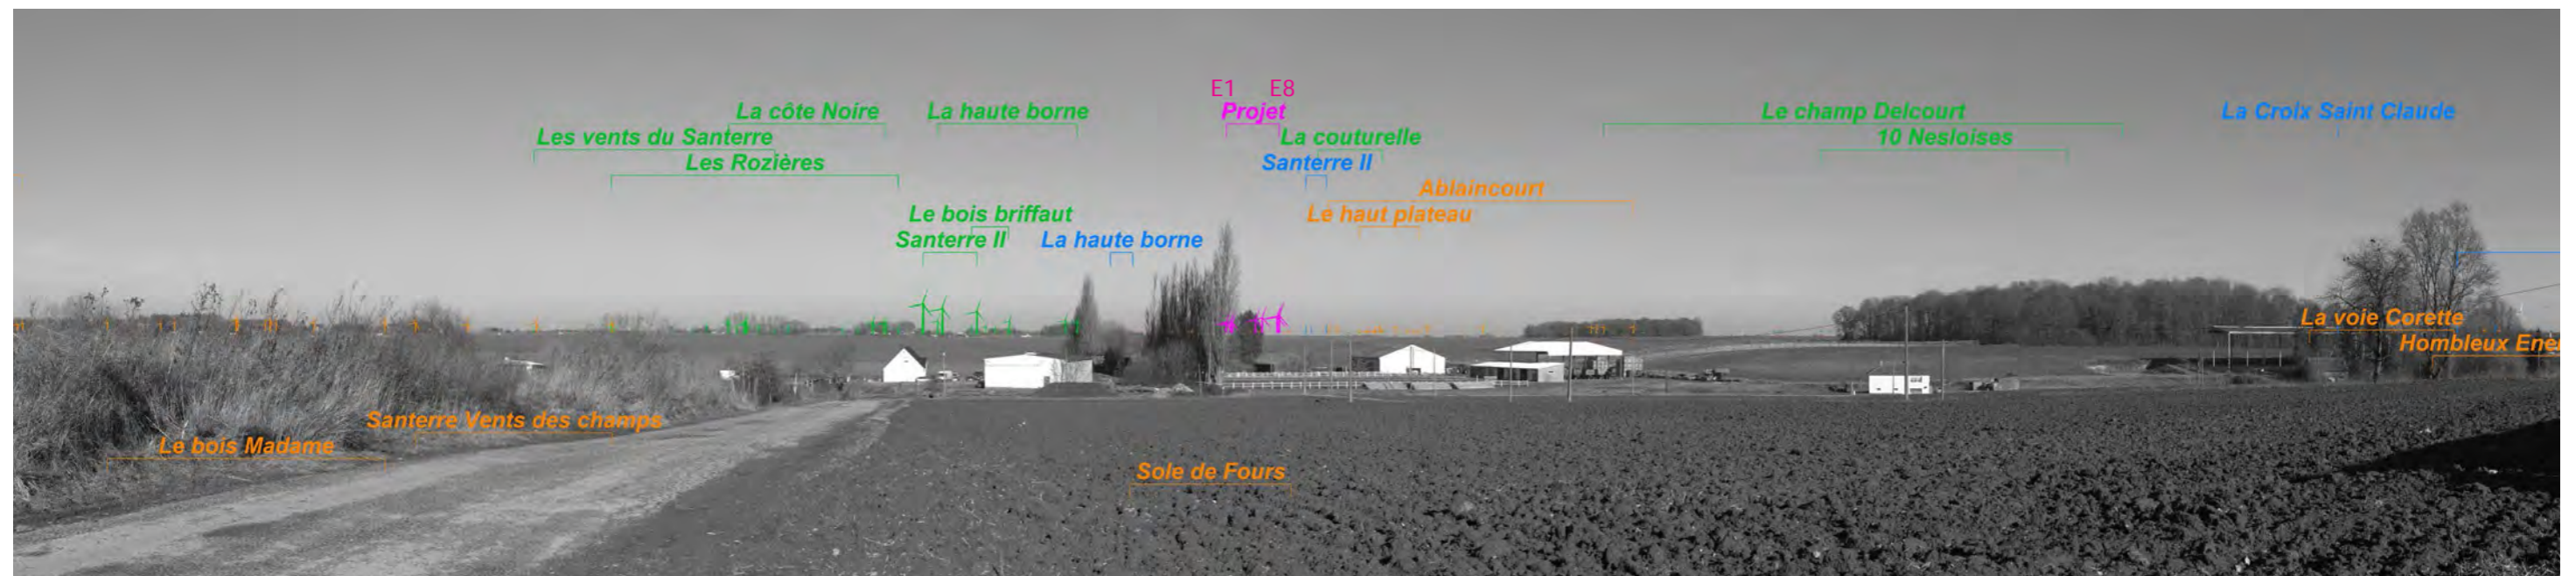 E1 E8
La côte Noire La haute borne Projet Le champ Delcourt La Croix Saint Claude
Les vents du Santerre La couturelle 10 Nesloises
Les Rozières Santerre II
Ablaincourt
Le bois briffaut Le haut plateau
Santerre II La haute borne
La voie Corette
Hombleux Ener
Santerre Vents des champs
Le bois Madame
Sole de Fours